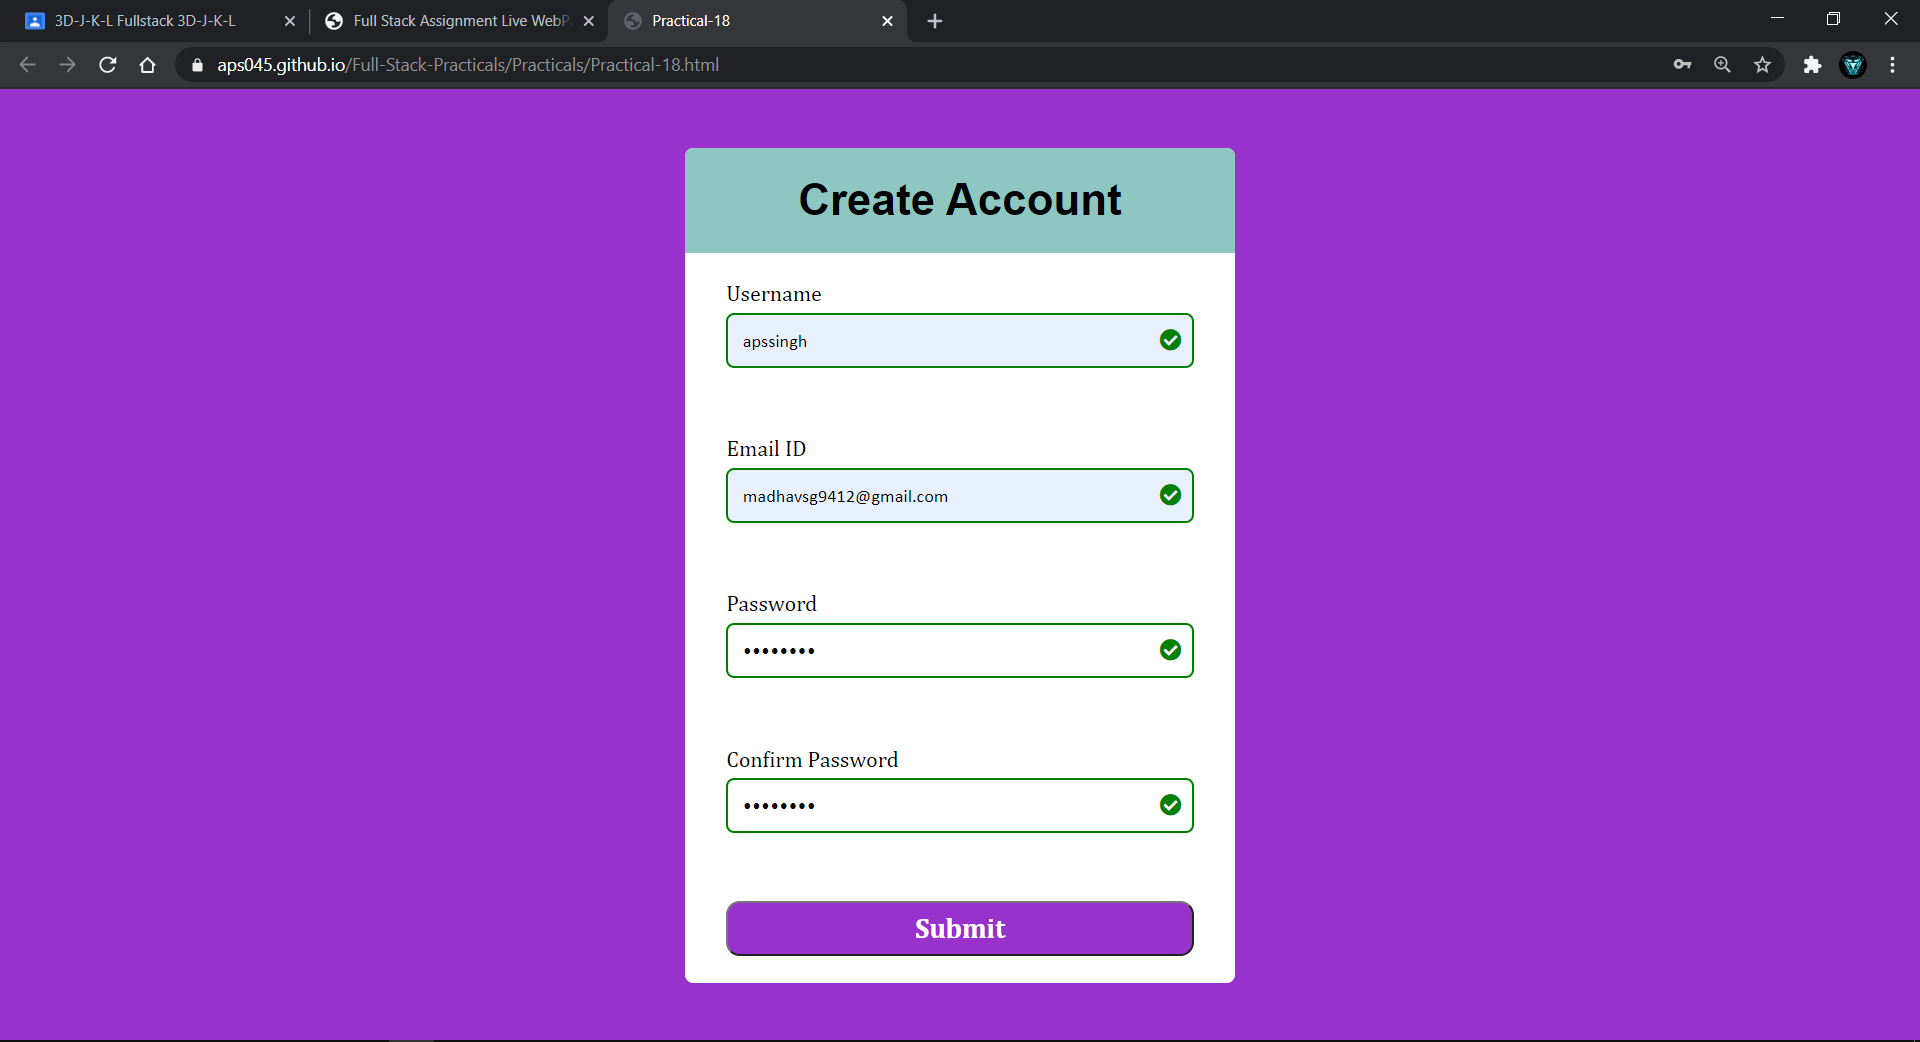 3D-J-K-L Fullstack 3D-J-K-L
Full Stack Assignment Live
Practical-18
aps045.github.io/Full-Stack-Practicals/Practicals/Practical-18.html
Create Account
Username
apssingh
Email ID
madhavsg9412@gmail.com
Password
••••••••
Confirm Password
••••••••
Submit